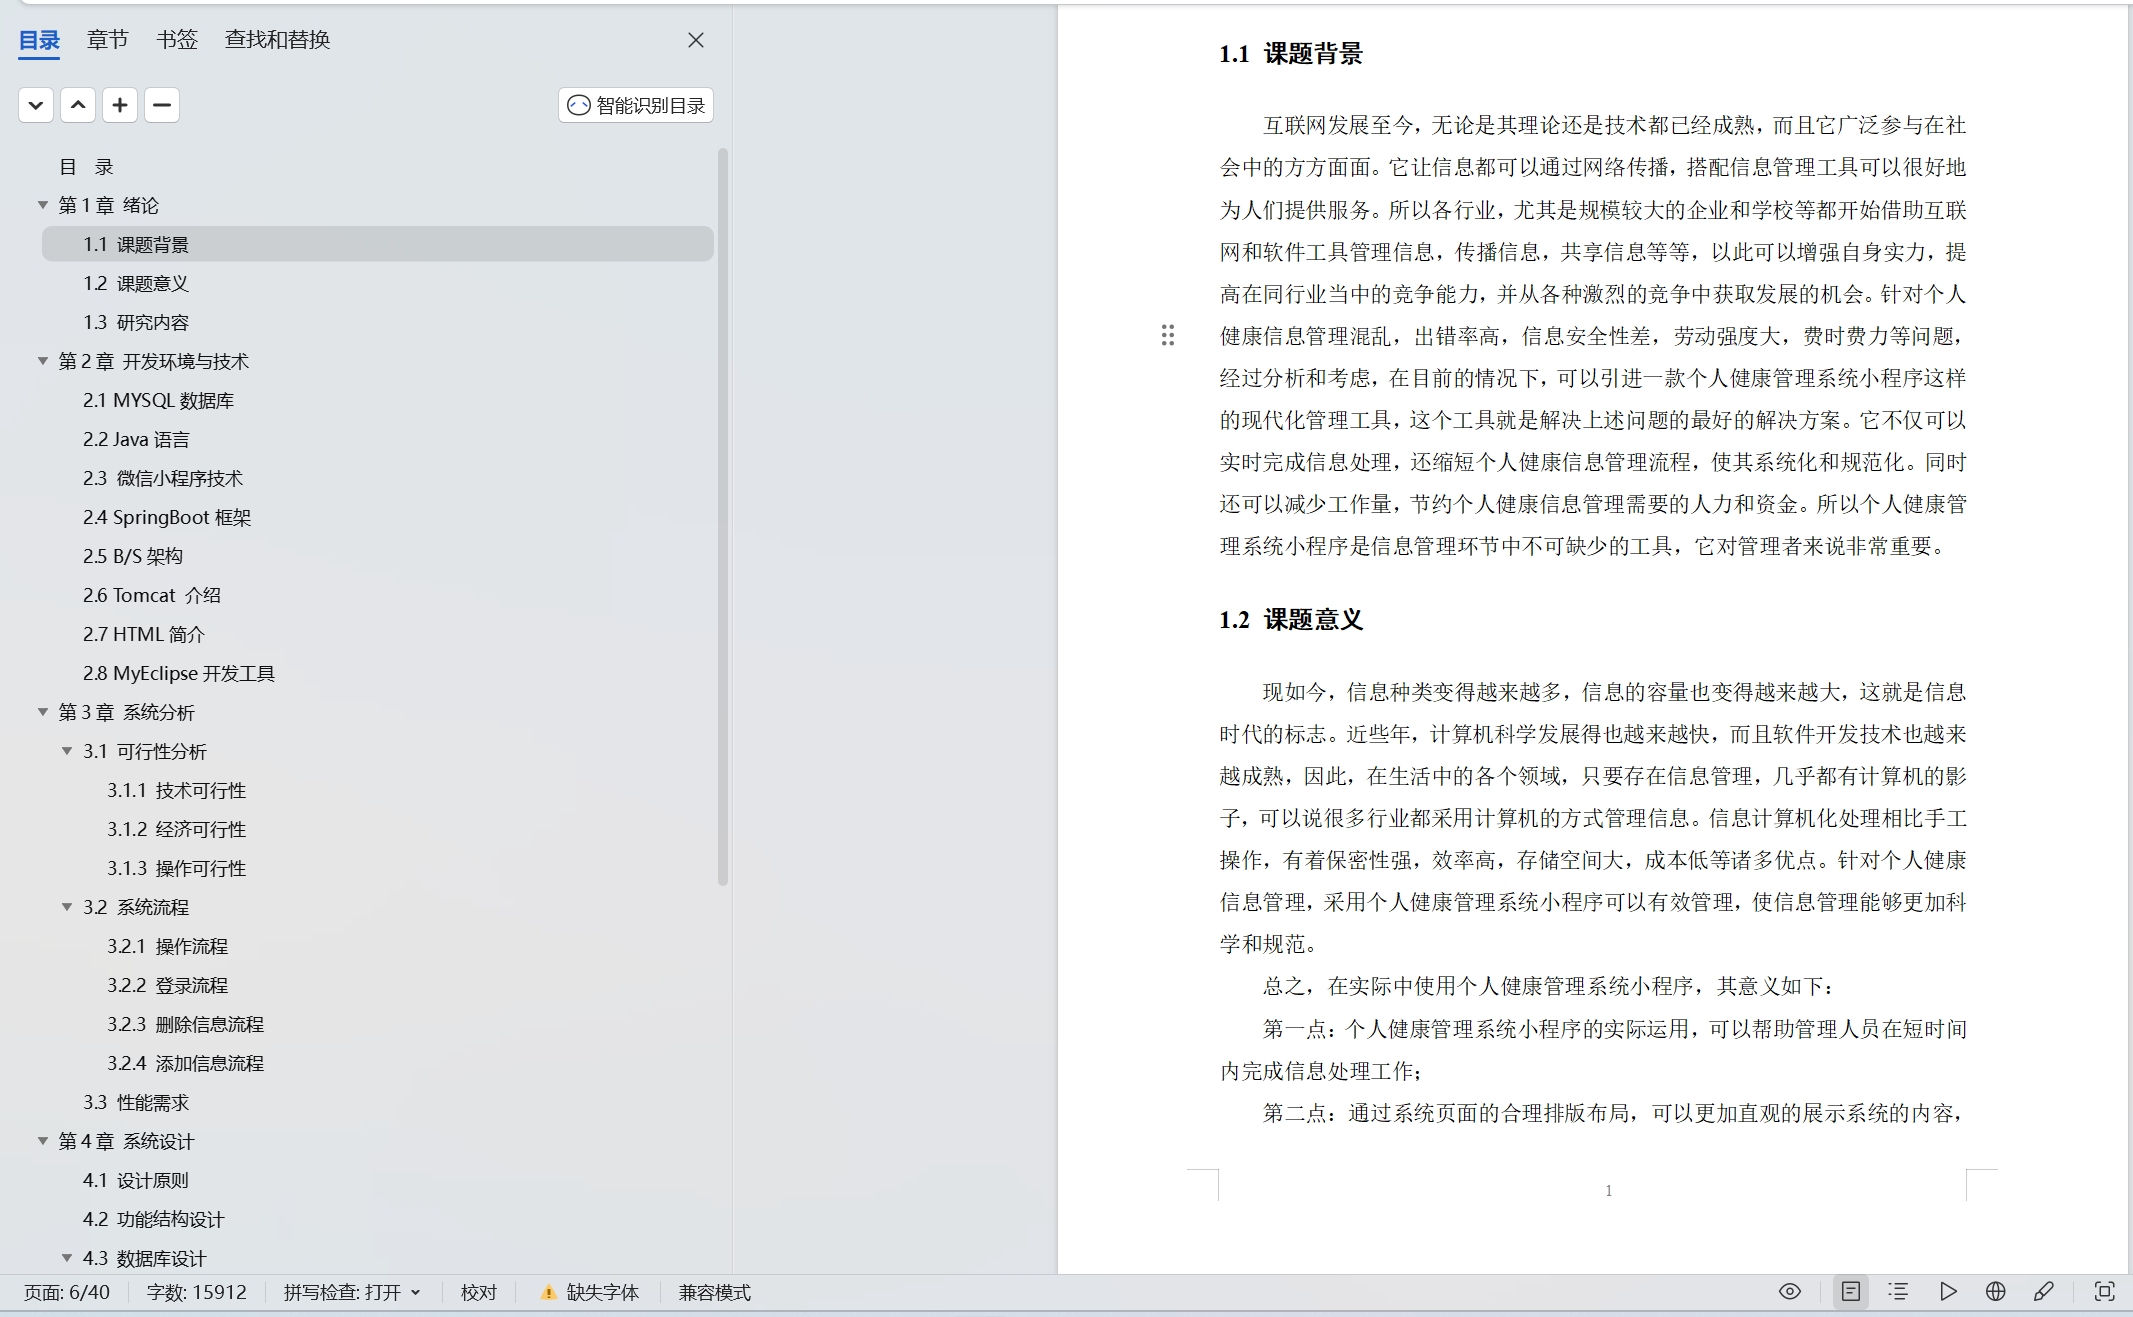 目录 章节 书签 查找和替换
智能识别目录
目 录
第 1 章 绪论
1.1 课题背景
1.2 课题意义
1.3 研究内容
第 2 章 开发环境与技术
2.1 MYSQL 数据库
2.2 Java 语言
2.3 微信小程序技术
2.4 SpringBoot 框架
2.5 B/S 架构
2.6 Tomcat 介绍
2.7 HTML 简介
2.8 MyEclipse 开发工具
第 3 章 系统分析
3.1 可行性分析
3.1.1 技术可行性
3.1.2 经济可行性
3.1.3 操作可行性
3.2 系统流程
3.2.1 操作流程
3.2.2 登录流程
3.2.3 删除信息流程
3.2.4 添加信息流程
3.3 性能需求
第 4 章 系统设计
4.1 设计原则
4.2 功能结构设计
4.3 数据库设计
1.1 课题背景
互联网发展至今，无论是其理论还是技术都已经成熟，而且它广泛参与在社
会中的方方面面。它让信息都可以通过网络传播，搭配信息管理工具可以很好地
为人们提供服务。所以各行业，尤其是规模较大的企业和学校等都开始借助互联
网和软件工具管理信息，传播信息，共享信息等等，以此可以增强自身实力，提
高在同行业当中的竞争能力，并从各种激烈的竞争中获取发展的机会。针对个人
健康信息管理混乱，出错率高，信息安全性差，劳动强度大，费时费力等问题，
经过分析和考虑，在目前的情况下，可以引进一款个人健康管理系统小程序这样
的现代化管理工具，这个工具就是解决上述问题的最好的解决方案。它不仅可以
实时完成信息处理，还缩短个人健康信息管理流程，使其系统化和规范化。同时
还可以减少工作量，节约个人健康信息管理需要的人力和资金。所以个人健康管
理系统小程序是信息管理环节中不可缺少的工具，它对管理者来说非常重要。
1.2 课题意义
现如今，信息种类变得越来越多，信息的容量也变得越来越大，这就是信息
时代的标志。近些年，计算机科学发展得也越来越快，而且软件开发技术也越来
越成熟，因此，在生活中的各个领域，只要存在信息管理，几乎都有计算机的影
子，可以说很多行业都采用计算机的方式管理信息。信息计算机化处理相比手工
操作，有着保密性强，效率高，存储空间大，成本低等诸多优点。针对个人健康
信息管理，采用个人健康管理系统小程序可以有效管理，使信息管理能够更加科
学和规范。
总之，在实际中使用个人健康管理系统小程序，其意义如下：
第一点：个人健康管理系统小程序的实际运用，可以帮助管理人员在短时间
内完成信息处理工作；
第二点：通过系统页面的合理排版布局，可以更加直观的展示系统的内容，
1
页面: 6/40 字数: 15912 拼写检查: 打开 校对 缺失字体 兼容模式